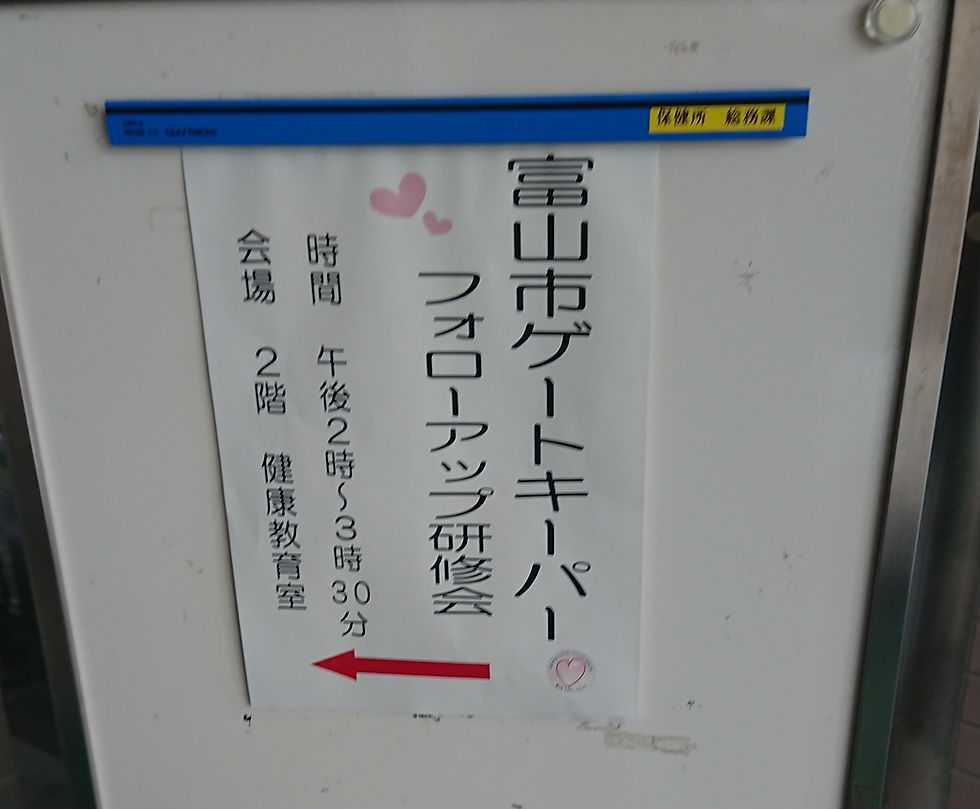 保健所　総務課
富山市ゲートキーパー
フォローアップ研修会
時間　午後2時～3時30分
会場　2階　健康教育室